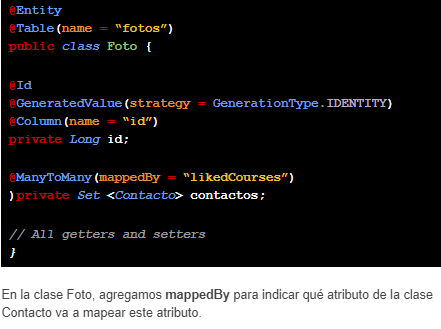 @Entity
@Table(name = “fotos”)
public class Foto {
@Id
@GeneratedValue(strategy = GenerationType.IDENTITY)
@Column(name = “id”)
private Long id;
@ManyToMany(mappedBy = “likedCourses”)
)private Set <Contacto> contactos;
// All getters and setters
}
En la clase Foto, agregamos mappedBy para indicar qué atributo de la clase
Contacto va a mapear este atributo.